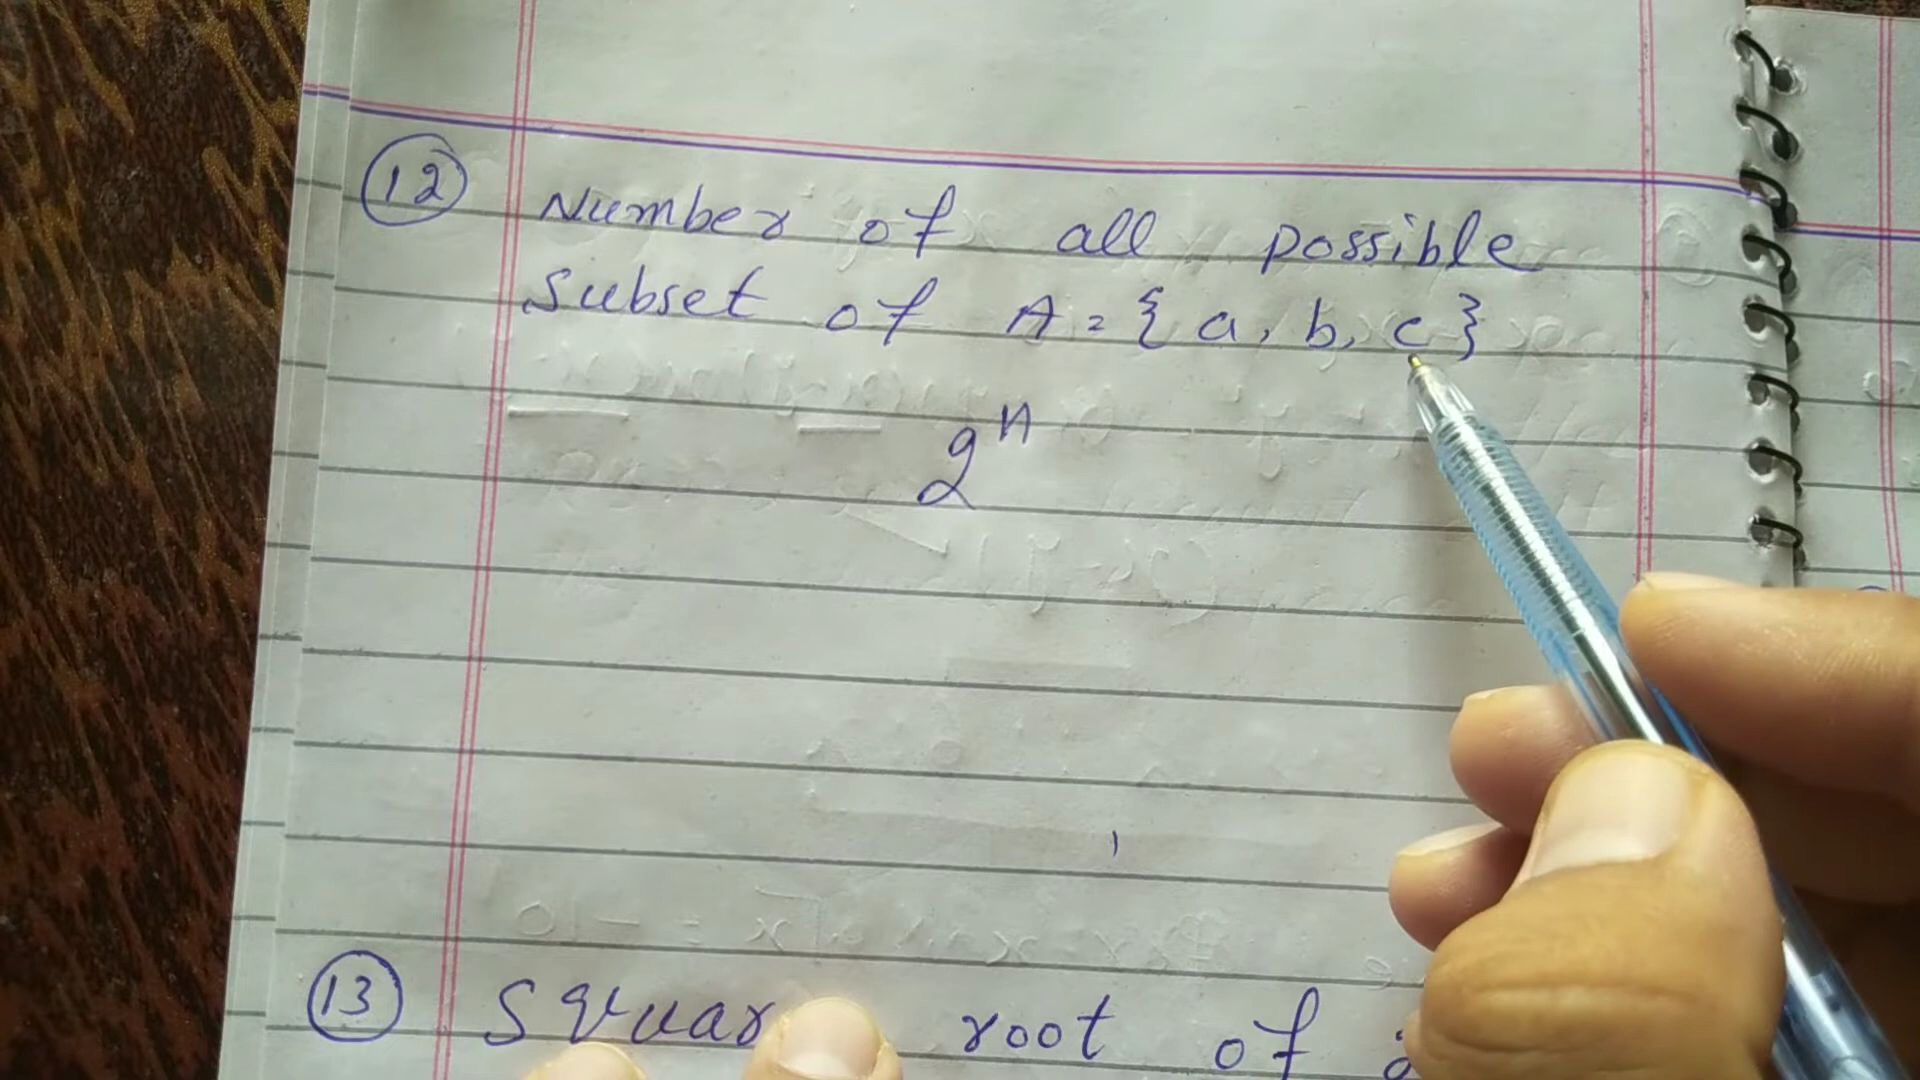 12 Number of all possible
Subset of A = { a, b, c }
2^n
13 Squar root of